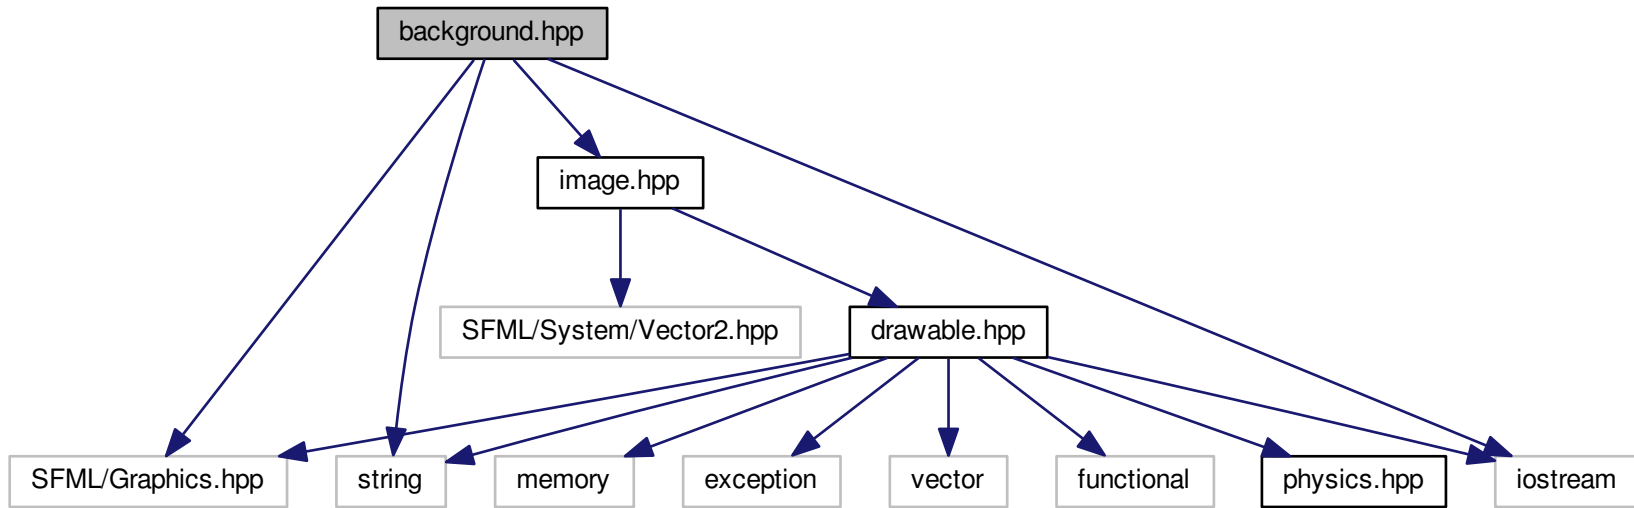 background.hpp
image.hpp
SFML/System/Vector2.hpp
drawable.hpp
SFML/Graphics.hpp
string
memory
exception
vector
functional
physics.hpp
iostream